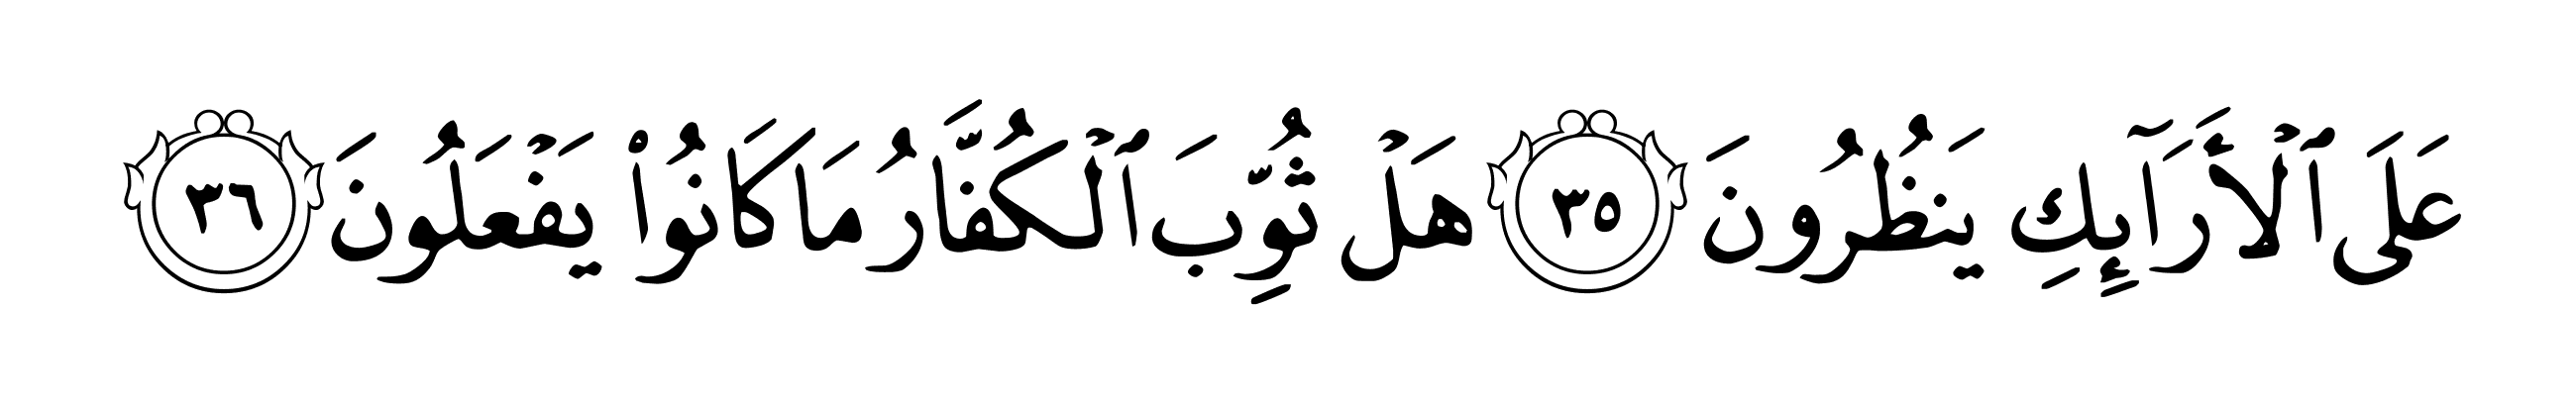 عَلَى ٱلْأَرَآئِكِ يَنظُرُونَ ٣٥ هَلْ ثُوِّبَ ٱلْكُفَّارُ مَا كَانُوا۟ يَفْعَلُونَ ٣٦